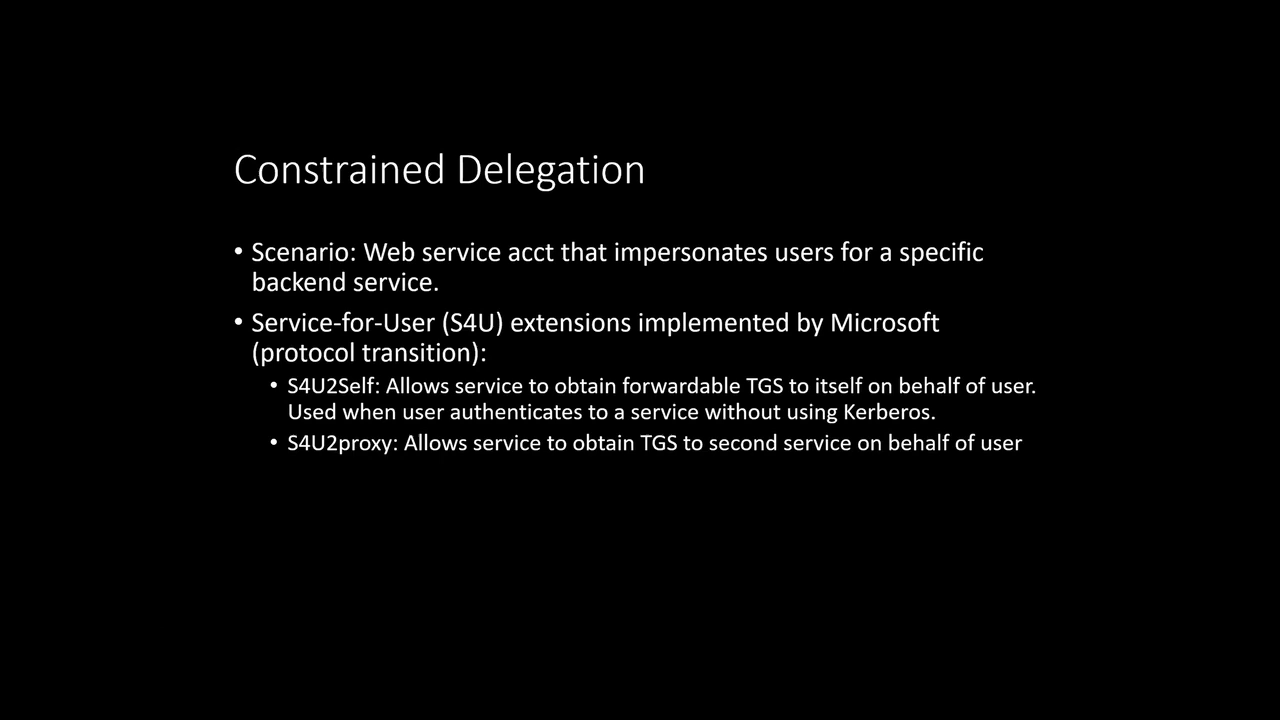 Constrained Delegation
• Scenario: Web service acct that impersonates users for a specific
backend service.
• Service-for-User (S4U) extensions implemented by Microsoft
(protocol transition):
• S4U2Self: Allows service to obtain forwardable TGS to itself on behalf of user.
Used when user authenticates to a service without using Kerberos.
• S4U2proxy: Allows service to obtain TGS to second service on behalf of user